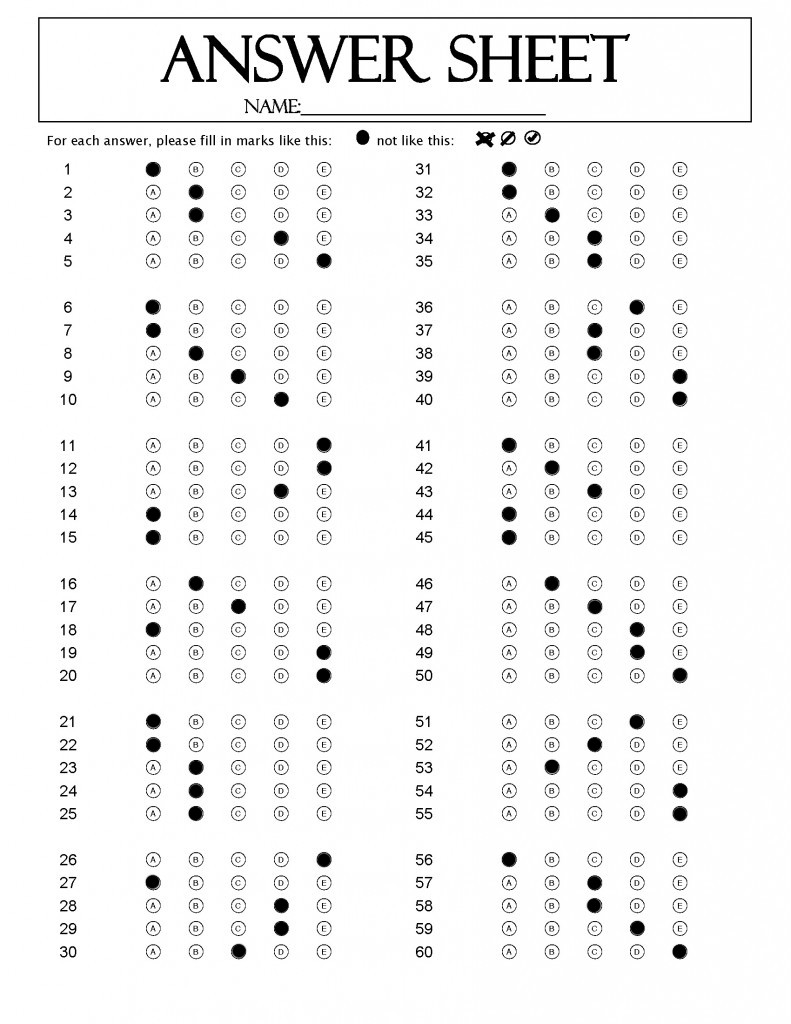 ANSWER SHEET
NAME:
For each answer, please fill in marks like this: not like this:
1 B C D E 31 B C D E
2 A C D E 32 B C D E
3 A C D E 33 A C D E
4 A B C E 34 A B D E
5 A B C D 35 A B D E
6 B C D E 36 A B C E
7 B C D E 37 A B D E
8 A C D E 38 A B D E
9 A B D E 39 A B C D
10 A B C E 40 A B C D
11 A B C D 41 B C D E
12 A B C D 42 A C D E
13 A B C E 43 A B D E
14 B C D E 44 B C D E
15 B C D E 45 B C D E
16 A C D E 46 A C D E
17 A B D E 47 A B D E
18 B C D E 48 A B C E
19 A B C D 49 A B C E
20 A B C D 50 A B C D
21 B C D E 51 A B C E
22 B C D E 52 A B D E
23 A C D E 53 A C D E
24 A C D E 54 A B C D
25 A C D E 55 A B C D
26 A B C D 56 B C D E
27 B C D E 57 A B D E
28 A B C E 58 A B D E
29 A B C E 59 A B C E
30 A B D E 60 A B C D